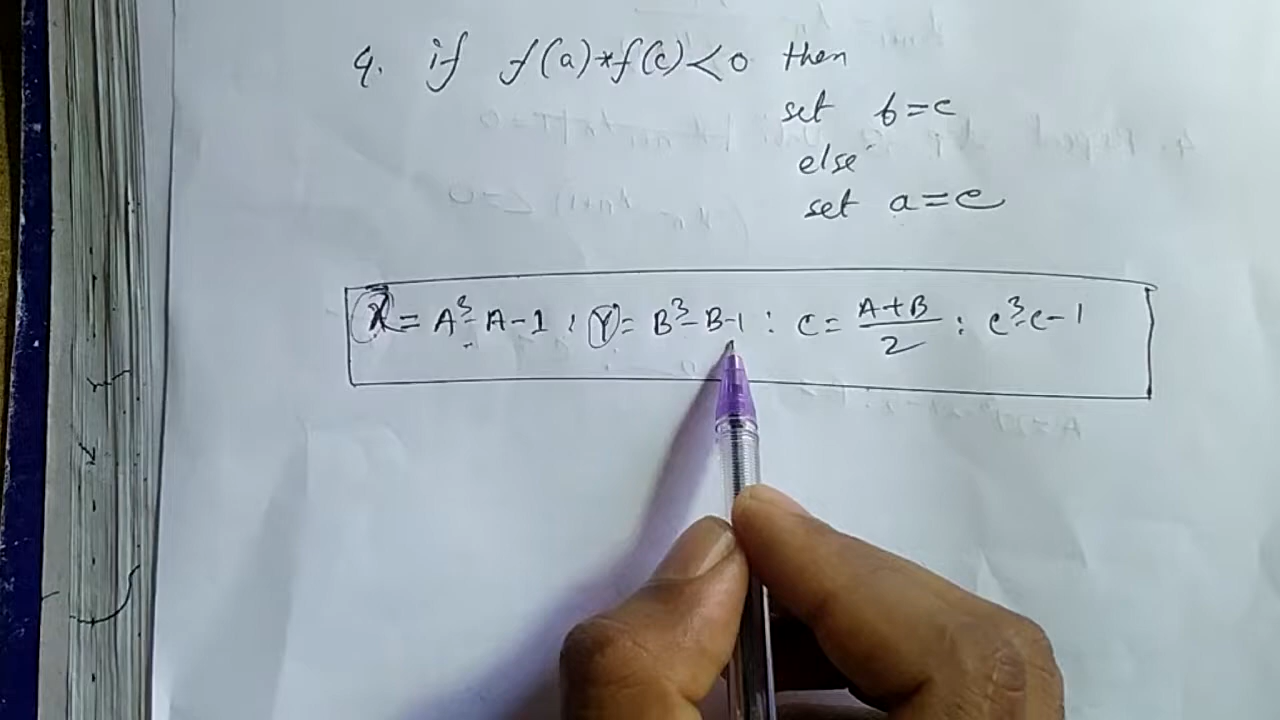 4. if f(a)*f(c)<0 then
set b=c
else
set a=c
X = A³-A-1 : Y = B³-B-1 : C = (A+B)/2 : C³-C-1